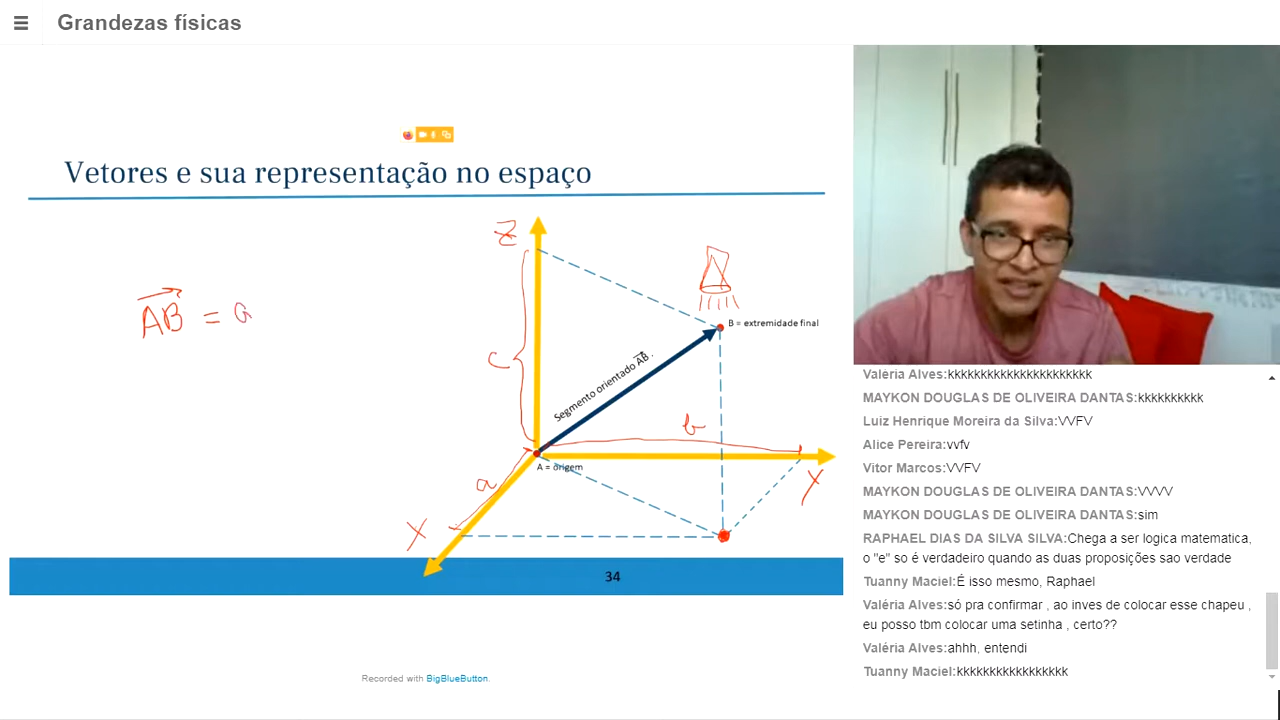 Grandezas físicas
Vetores e sua representação no espaço
Z
AB = a
B = extremidade final
Segmento orientado AB.
C
b
A = origem
a
Y
X
34
Recorded with BigBlueButton.
Valéria Alves:kkkkkkkkkkkkkkkkkkkkkk
MAYKON DOUGLAS DE OLIVEIRA DANTAS:kkkkkkkkkk
Luiz Henrique Moreira da Silva:VVFV
Alice Pereira:vvfv
Vitor Marcos:VVFV
MAYKON DOUGLAS DE OLIVEIRA DANTAS:VVVV
MAYKON DOUGLAS DE OLIVEIRA DANTAS:sim
RAPHAEL DIAS DA SILVA SILVA:Chega a ser logica matematica,
o "e" so é verdadeiro quando as duas proposições sao verdade
Tuanny Maciel:É isso mesmo, Raphael
Valéria Alves:só pra confirmar , ao inves de colocar esse chapeu ,
eu posso tbm colocar uma setinha , certo??
Valéria Alves:ahhh, entendi
Tuanny Maciel:kkkkkkkkkkkkkkkkk